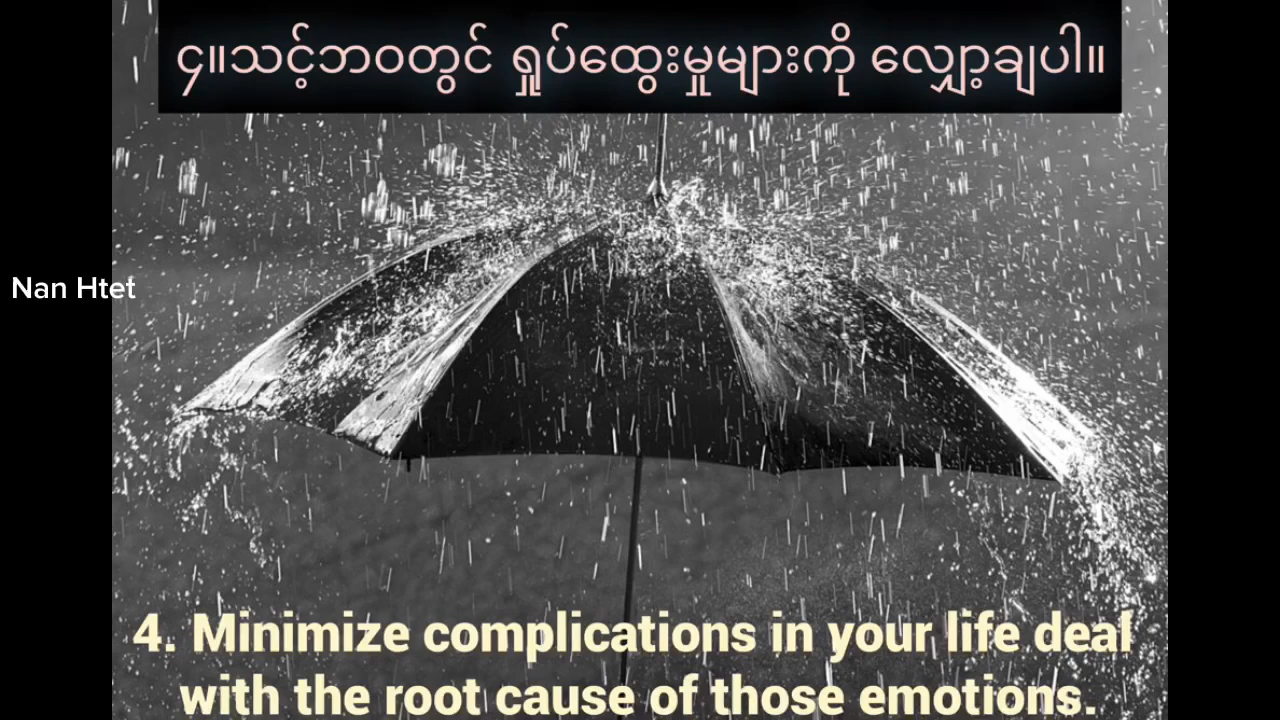 ၄။သင့်ဘဝတွင် ရှုပ်ထွေးမှုများကို လျှော့ချပါ။
Nan Htet
4. Minimize complications in your life deal
with the root cause of those emotions.